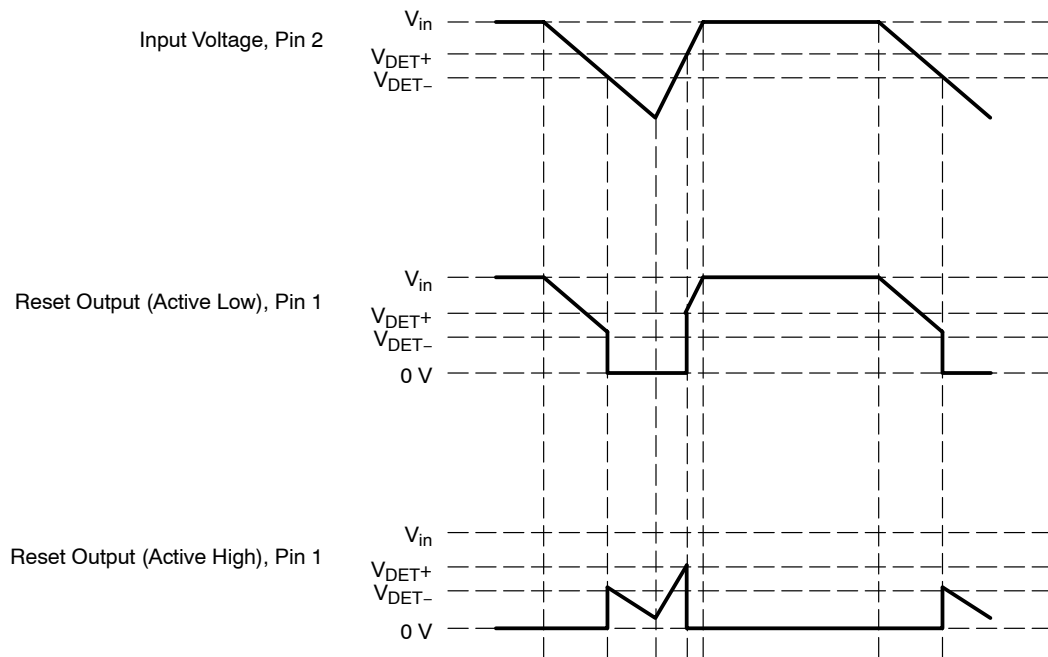 V_in
Input Voltage, Pin 2
V_DET+
V_DET−
V_in
Reset Output (Active Low), Pin 1
V_DET+
V_DET−
0 V
V_in
Reset Output (Active High), Pin 1
V_DET+
V_DET−
0 V